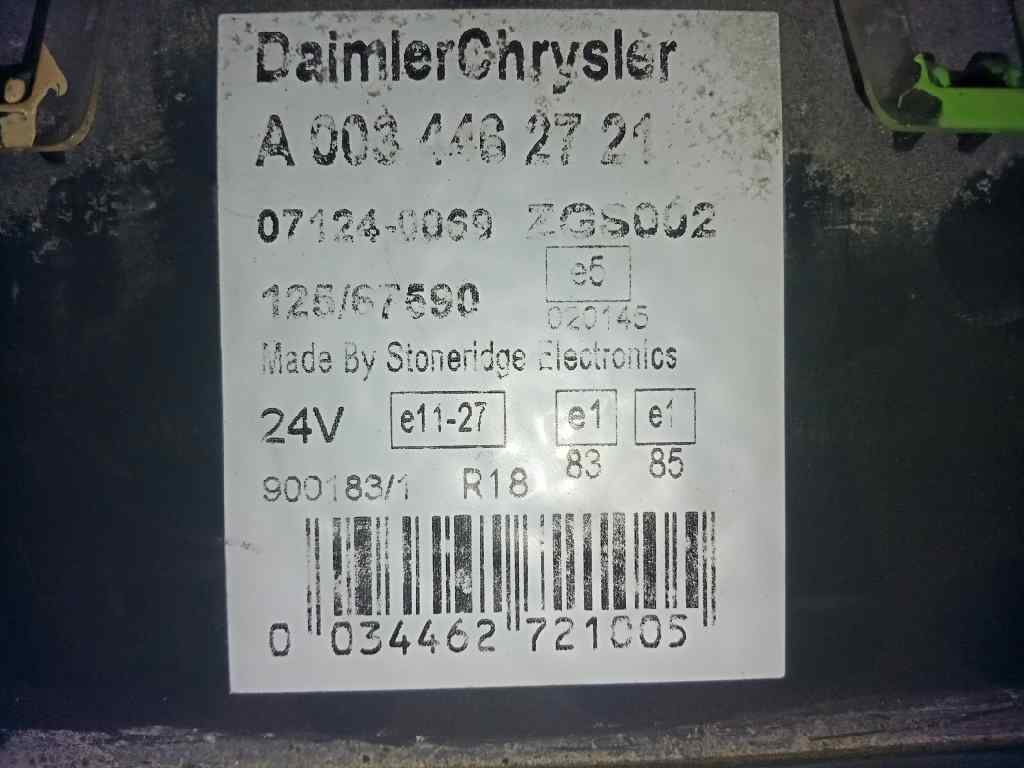 DaimlerChrysler
A 003 446 27 21
07124-0069 ZGS002
e5
125/67590
020145
Made By Stoneridge Electronics
24V e11-27 e1 e1
83 85
900183/1 R18
0 034462 721005